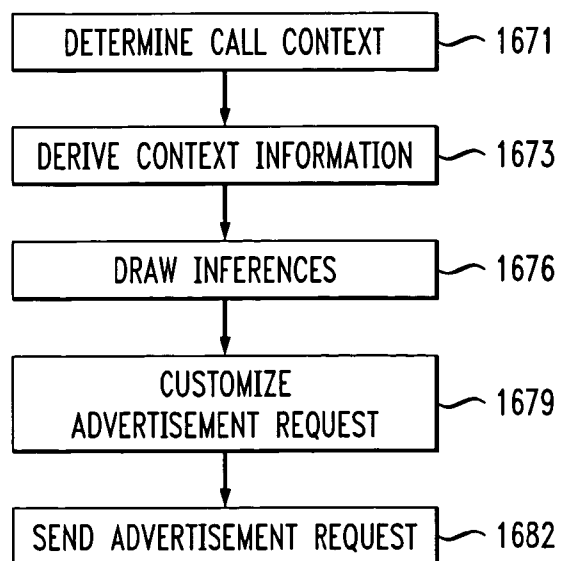 DETERMINE CALL CONTEXT 1671
DERIVE CONTEXT INFORMATION 1673
DRAW INFERENCES 1676
CUSTOMIZE
ADVERTISEMENT REQUEST 1679
SEND ADVERTISEMENT REQUEST 1682